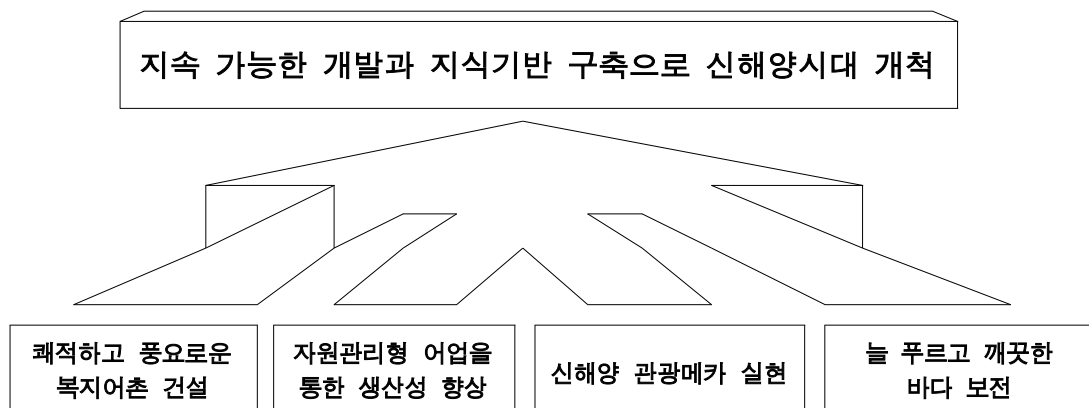 지속 가능한 개발과 지식기반 구축으로 신해양시대 개척
쾌적하고 풍요로운
복지어촌 건설
자원관리형 어업을
통한 생산성 향상
신해양 관광메카 실현
늘 푸르고 깨끗한
바다 보전